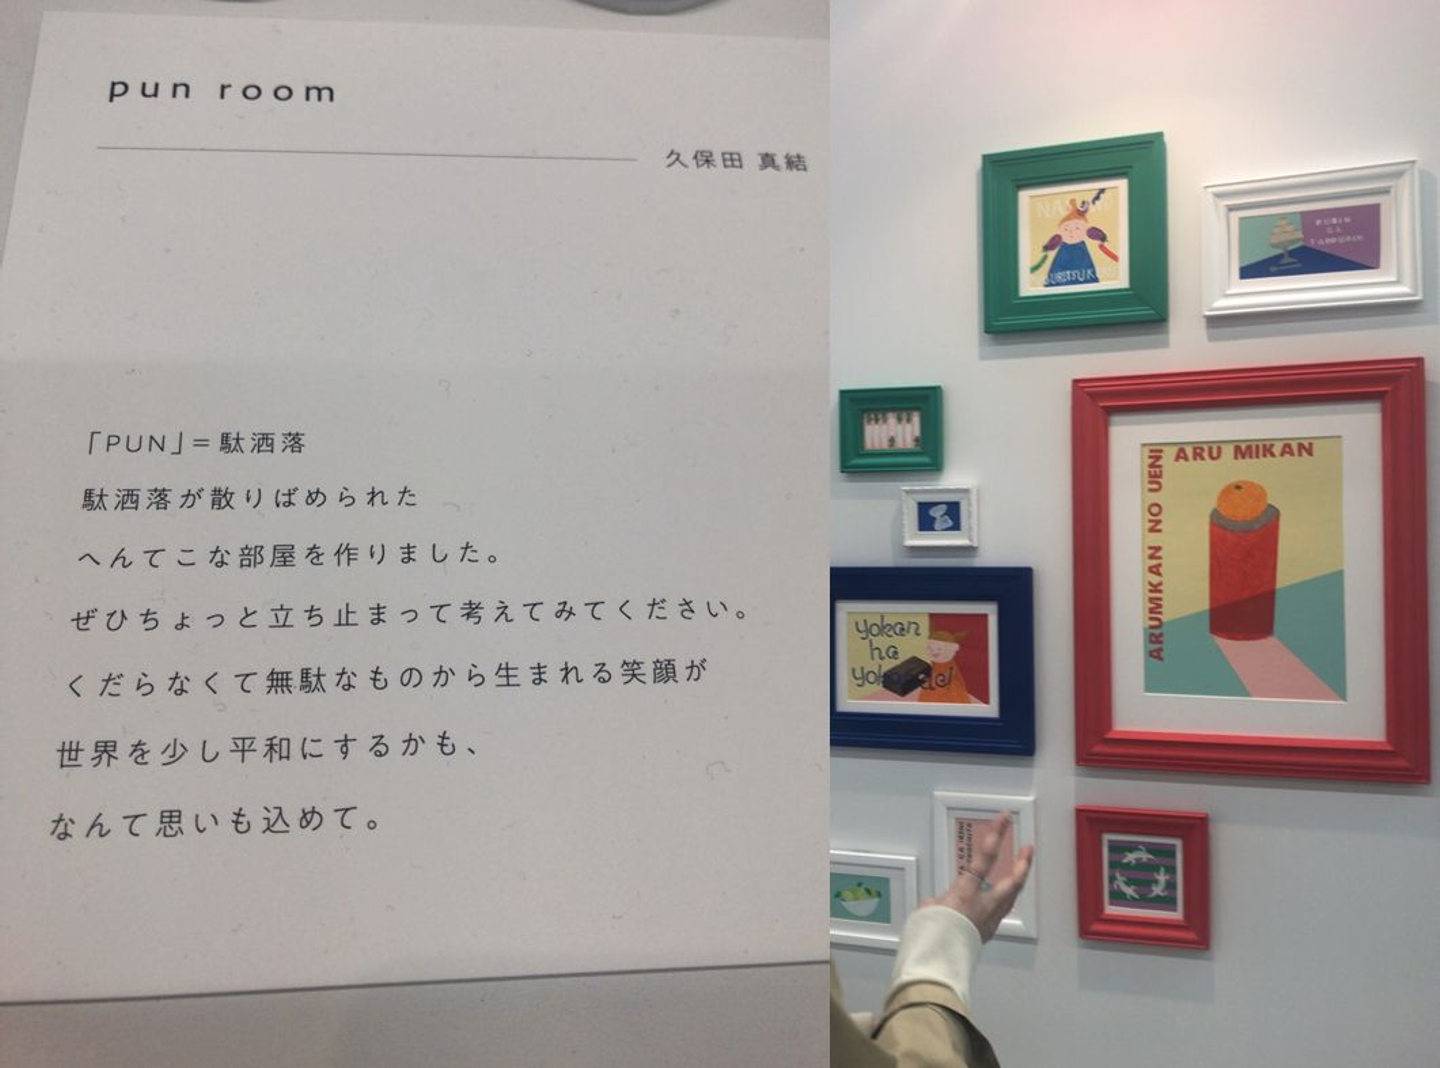 pun room
久保田 真結
「PUN」＝駄洒落
駄洒落が散りばめられた
へんてこな部屋を作りました。
ぜひちょっと立ち止まって考えてみてください。
くだらなくて無駄なものから生まれる笑顔が
世界を少し平和にするかも、
なんて思いも込めて。
ARU MIKAN
ARUMIKAN NO UENI
yokan
ha